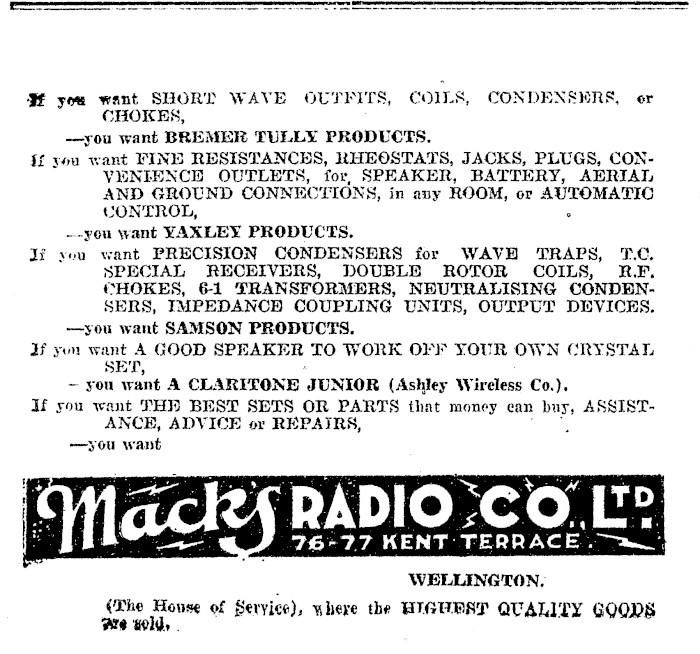 If you want SHORT WAVE OUTFITS, COILS, CONDENSERS, or
CHOKES,
—you want BREMER TULLY PRODUCTS.
If you want FINE RESISTANCES, RHEOSTATS, JACKS, PLUGS, CON-
VENIENCE OUTLETS, for SPEAKER, BATTERY, AERIAL
AND GROUND CONNECTIONS, in any ROOM, or AUTOMATIC
CONTROL,
—you want YAXLEY PRODUCTS.
If you want PRECISION CONDENSERS for WAVE TRAPS, T.C.
SPECIAL RECEIVERS, DOUBLE ROTOR COILS, R.F.
CHOKES, 6-1 TRANSFORMERS, NEUTRALISING CONDEN-
SERS, IMPEDANCE COUPLING UNITS, OUTPUT DEVICES.
—you want SAMSON PRODUCTS.
If you want A GOOD SPEAKER TO WORK OFF YOUR OWN CRYSTAL
SET,
—you want A CLARITONE JUNIOR (Ashley Wireless Co.).
If you want THE BEST SETS OR PARTS that money can buy, ASSIST-
ANCE, ADVICE or REPAIRS,
—you want
Mack's RADIO CO., LTD.
76-77 KENT TERRACE.
WELLINGTON.
(The House of Service), where the HIGHEST QUALITY GOODS
are sold.